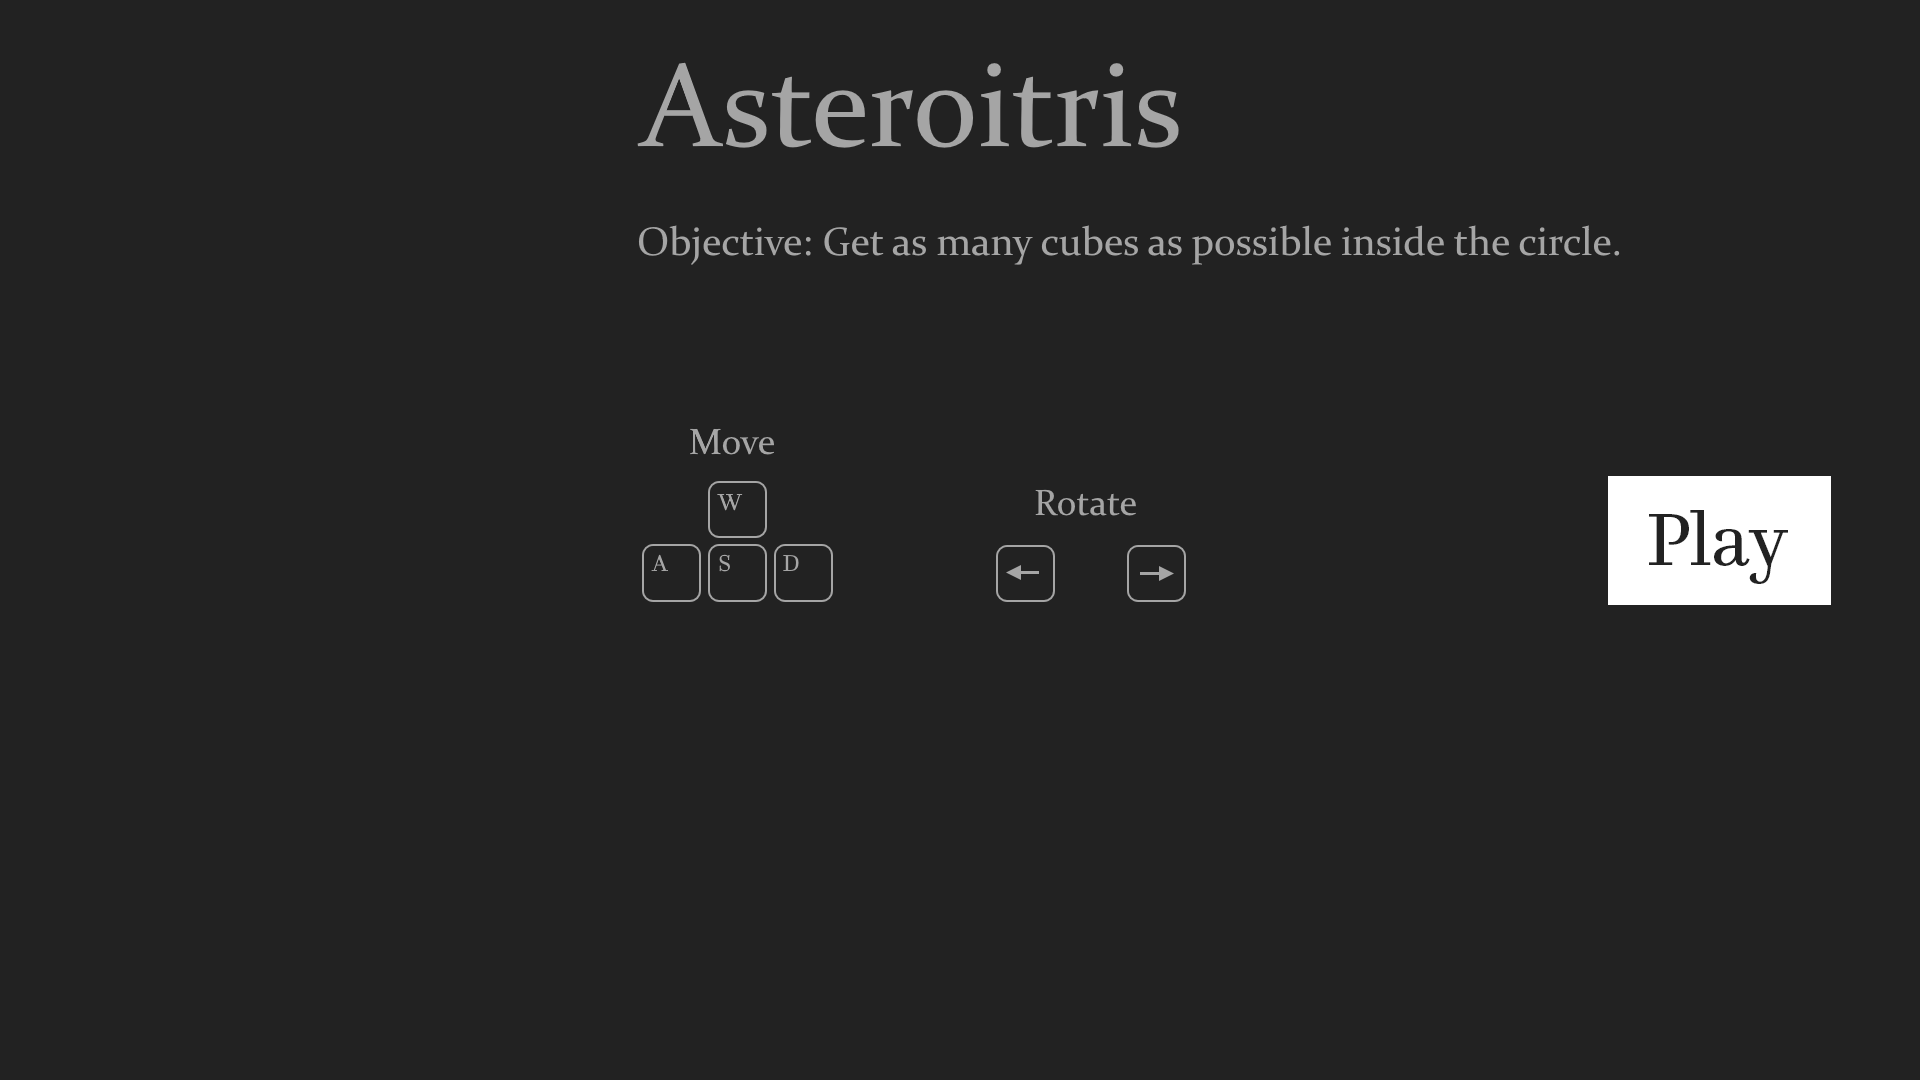 Asteroitris
Objective: Get as many cubes as possible inside the circle.
Move
W
A S D
Rotate
Play